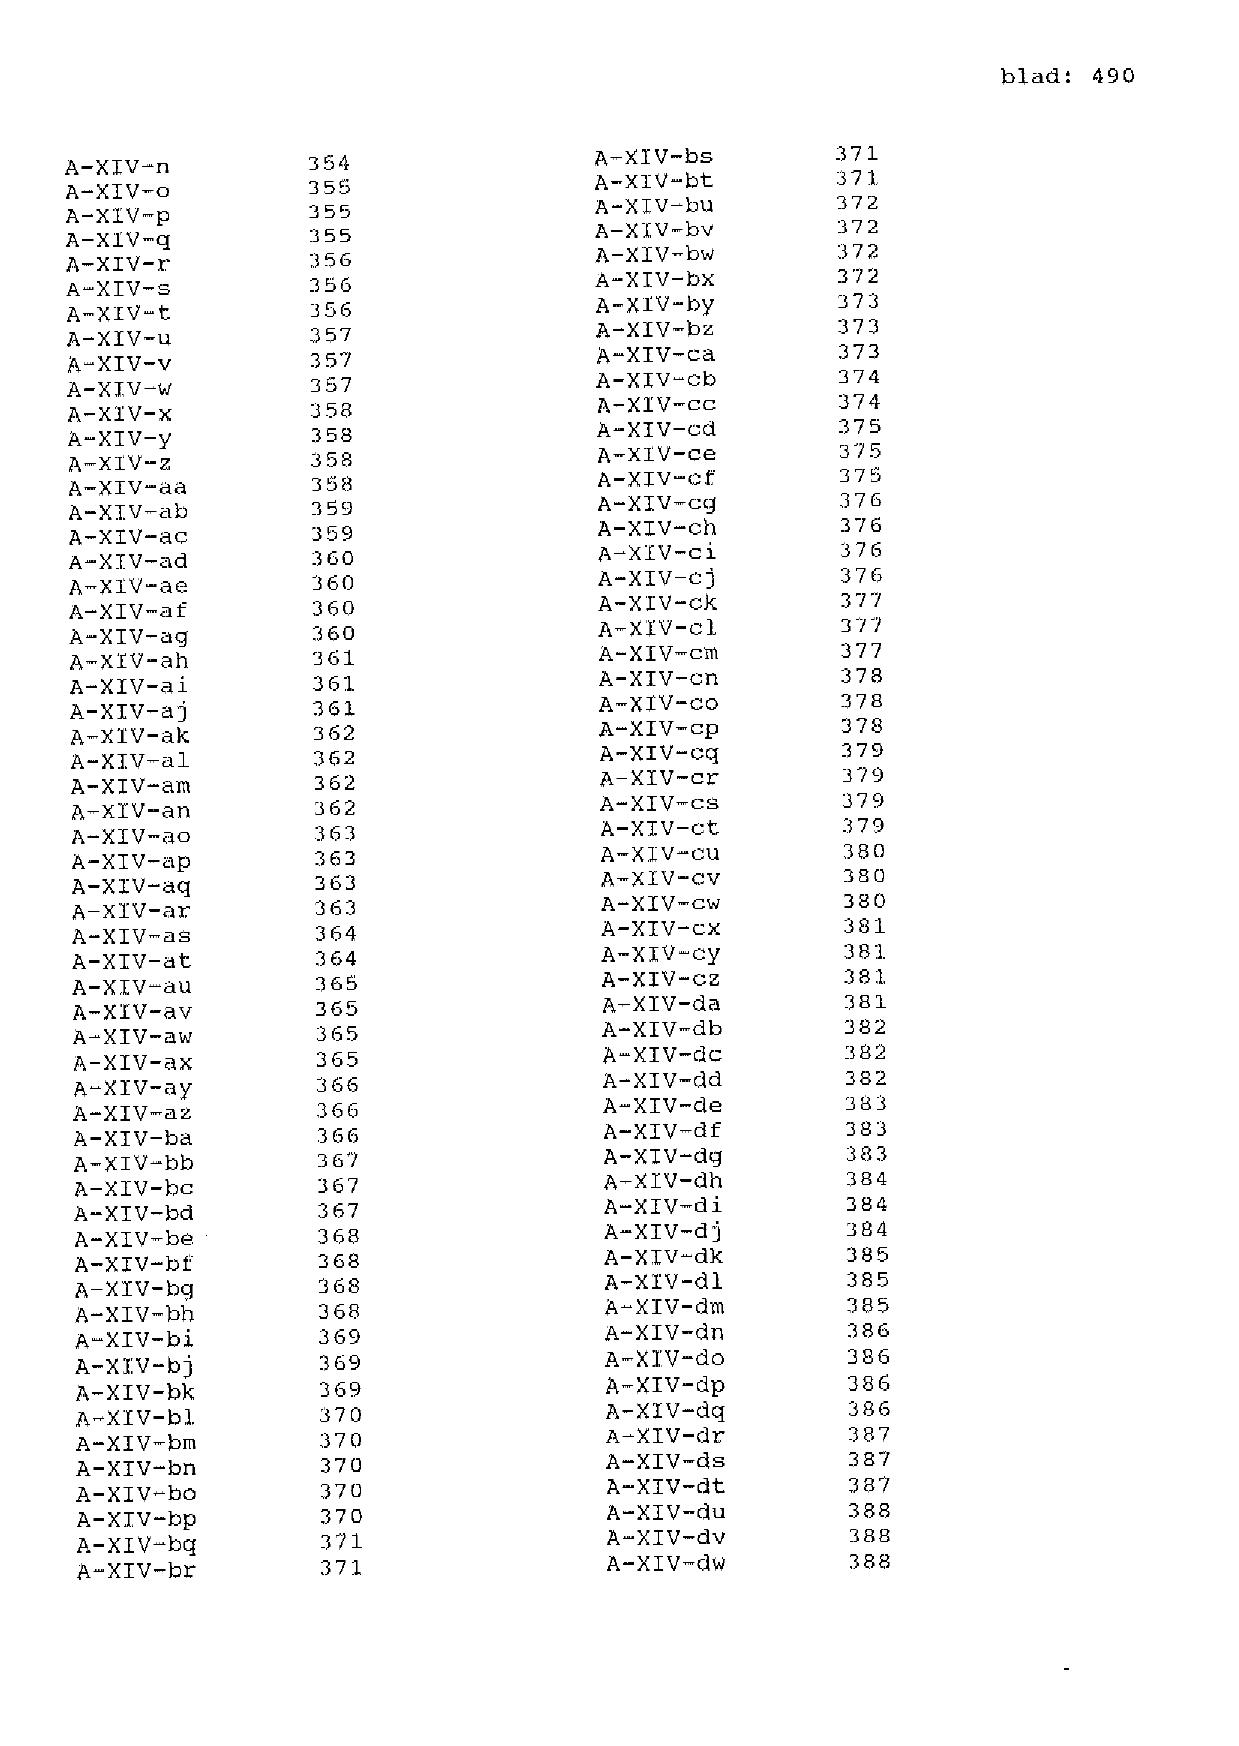 blad: 490
A-XIV-n 354
A-XIV-o 355
A-XIV-p 355
A-XIV-q 355
A-XIV-r 356
A-XIV-s 356
A-XIV-t 356
A-XIV-u 357
A-XIV-v 357
A-XIV-w 357
A-XIV-x 358
A-XIV-y 358
A-XIV-z 358
A-XIV-aa 358
A-XIV-ab 359
A-XIV-ac 359
A-XIV-ad 360
A-XIV-ae 360
A-XIV-af 360
A-XIV-ag 360
A-XIV-ah 361
A-XIV-ai 361
A-XIV-aj 361
A-XIV-ak 362
A-XIV-al 362
A-XIV-am 362
A-XIV-an 362
A-XIV-ao 363
A-XIV-ap 363
A-XIV-aq 363
A-XIV-ar 363
A-XIV-as 364
A-XIV-at 364
A-XIV-au 365
A-XIV-av 365
A-XIV-aw 365
A-XIV-ax 365
A-XIV-ay 366
A-XIV-az 366
A-XIV-ba 366
A-XIV-bb 367
A-XIV-bc 367
A-XIV-bd 367
A-XIV-be 368
A-XIV-bf 368
A-XIV-bg 368
A-XIV-bh 368
A-XIV-bi 369
A-XIV-bj 369
A-XIV-bk 369
A-XIV-bl 370
A-XIV-bm 370
A-XIV-bn 370
A-XIV-bo 370
A-XIV-bp 370
A-XIV-bq 371
A-XIV-br 371
A-XIV-bs 371
A-XIV-bt 371
A-XIV-bu 372
A-XIV-bv 372
A-XIV-bw 372
A-XIV-bx 372
A-XIV-by 373
A-XIV-bz 373
A-XIV-ca 373
A-XIV-cb 374
A-XIV-cc 374
A-XIV-cd 375
A-XIV-ce 375
A-XIV-cf 375
A-XIV-cg 376
A-XIV-ch 376
A-XIV-ci 376
A-XIV-cj 376
A-XIV-ck 377
A-XIV-cl 377
A-XIV-cm 377
A-XIV-cn 378
A-XIV-co 378
A-XIV-cp 378
A-XIV-cq 379
A-XIV-cr 379
A-XIV-cs 379
A-XIV-ct 379
A-XIV-cu 380
A-XIV-cv 380
A-XIV-cw 380
A-XIV-cx 381
A-XIV-cy 381
A-XIV-cz 381
A-XIV-da 381
A-XIV-db 382
A-XIV-dc 382
A-XIV-dd 382
A-XIV-de 383
A-XIV-df 383
A-XIV-dg 383
A-XIV-dh 384
A-XIV-di 384
A-XIV-dj 384
A-XIV-dk 385
A-XIV-dl 385
A-XIV-dm 385
A-XIV-dn 386
A-XIV-do 386
A-XIV-dp 386
A-XIV-dq 386
A-XIV-dr 387
A-XIV-ds 387
A-XIV-dt 387
A-XIV-du 388
A-XIV-dv 388
A-XIV-dw 388